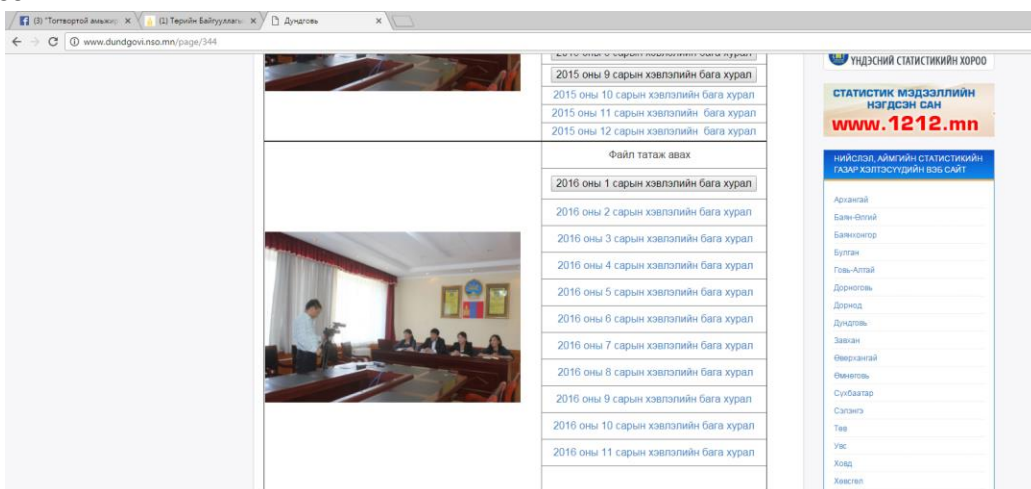 (3) "Тогтвортой амьжир
(1) Төрийн Байгууллагы
Дундговь
www.dundgovi.nso.mn/page/344
2015 оны 9 сарын хэвлэлийн бага хурал
2015 оны 10 сарын хэвлэлийн бага хурал
2015 оны 11 сарын хэвлэлийн бага хурал
2015 оны 12 сарын хэвлэлийн бага хурал
Файл татаж авах
2016 оны 1 сарын хэвлэлийн бага хурал
2016 оны 2 сарын хэвлэлийн бага хурал
2016 оны 3 сарын хэвлэлийн бага хурал
2016 оны 4 сарын хэвлэлийн бага хурал
2016 оны 5 сарын хэвлэлийн бага хурал
2016 оны 6 сарын хэвлэлийн бага хурал
2016 оны 7 сарын хэвлэлийн бага хурал
2016 оны 8 сарын хэвлэлийн бага хурал
2016 оны 9 сарын хэвлэлийн бага хурал
2016 оны 10 сарын хэвлэлийн бага хурал
2016 оны 11 сарын хэвлэлийн бага хурал
ҮНДЭСНИЙ СТАТИСТИКИЙН ХОРОО
СТАТИСТИК МЭДЭЭЛЛИЙН
НЭГДСЭН САН
www.1212.mn
НИЙСЛЭЛ, АЙМГИЙН СТАТИСТИКИЙН
ГАЗАР ХЭЛТЭСҮҮДИЙН ВЭБ САЙТ
Архангай
Баян-Өлгий
Баянхонгор
Булган
Говь-Алтай
Дорноговь
Дорнод
Дундговь
Завхан
Өвөрхангай
Өмнөговь
Сүхбаатар
Сэлэнгэ
Төв
Увс
Ховд
Хөвсгөл